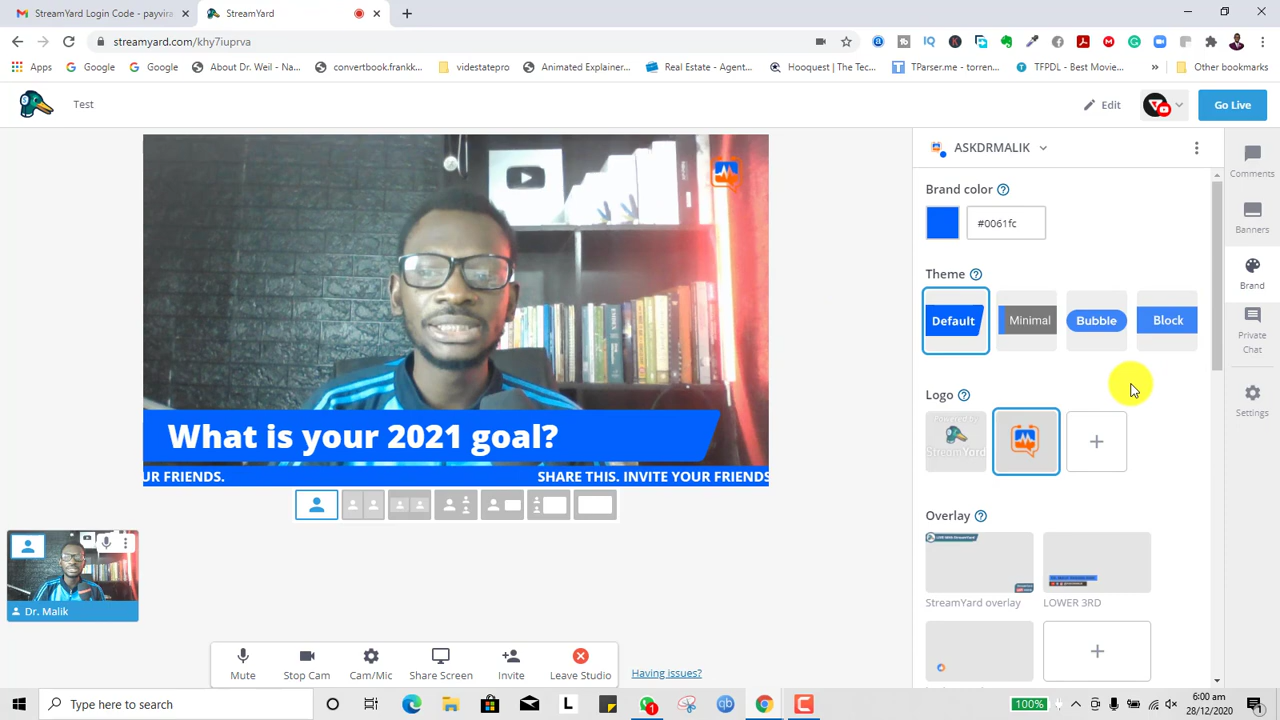 StreamYard Login Code - payvira
StreamYard
streamyard.com/khy7iuprva
Apps
Google
Google
About Dr. Weil - Na...
convertbook.frankk...
videstatepro
Animated Explainer...
Real Estate - Agent...
Hooquest | The Tec...
TParser.me - torren...
TFPDL - Best Movie...
Other bookmarks
Test
Edit
Go Live
ASKDRMALIK
Brand color
#0061fc
Theme
Default
Minimal
Bubble
Block
Logo
Powered by
StreamYard
Overlay
StreamYard overlay
LOWER 3RD
Comments
Banners
Brand
Private
Chat
Settings
What is your 2021 goal?
UR FRIENDS.
SHARE THIS. INVITE YOUR FRIENDS
Dr. Malik
Mute
Stop Cam
Cam/Mic
Share Screen
Invite
Leave Studio
Having issues?
Type here to search
100%
6:00 am
28/12/2020